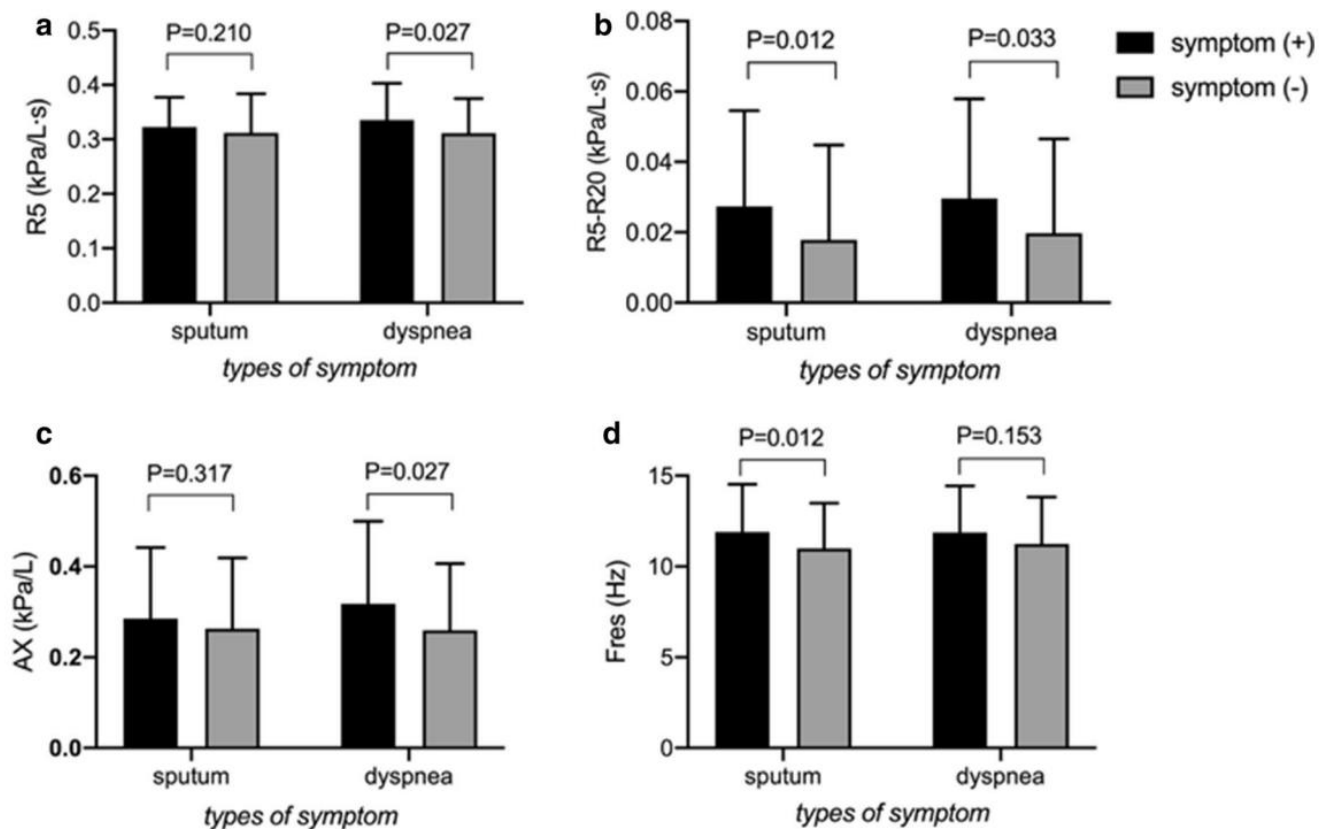 a
P=0.210
P=0.027
0.5
0.4
0.3
0.2
0.1
0.0
R5 (kPa/L·s)
sputum
dyspnea
types of symptom
b
P=0.012
P=0.033
0.08
0.06
0.04
0.02
0.00
R5-R20 (kPa/L·s)
sputum
dyspnea
types of symptom
symptom (+)
symptom (-)
c
P=0.317
P=0.027
0.6
0.4
0.2
0.0
AX (kPa/L)
sputum
dyspnea
types of symptom
d
P=0.012
P=0.153
15
10
5
0
Fres (Hz)
sputum
dyspnea
types of symptom